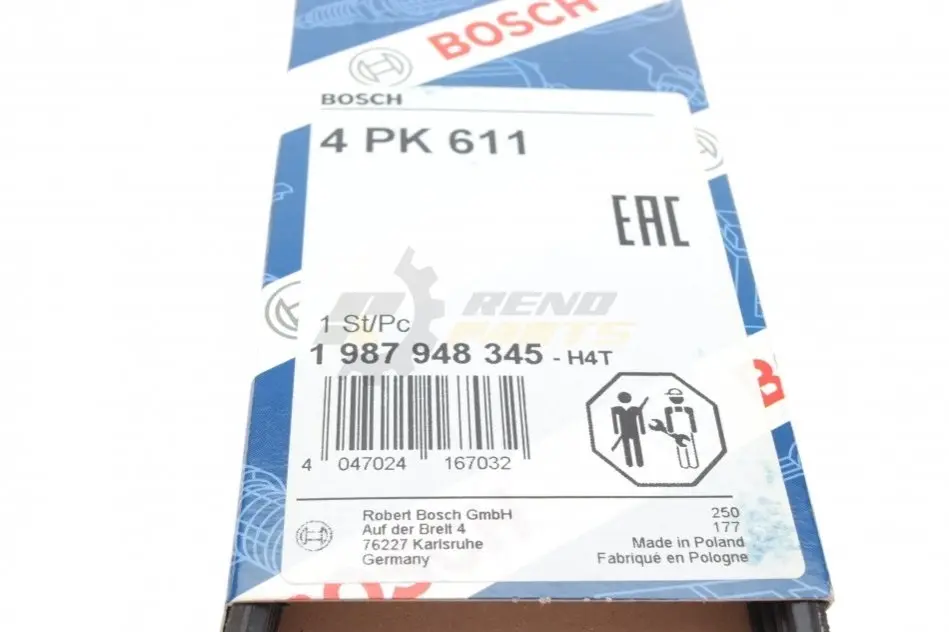 BOSCH
BOSCH
4 PK 611
EAC
RENO
PARTS
1 St/Pc
1 987 948 345 - H4T
4 047024 167032
Robert Bosch GmbH
Auf der Breit 4
76227 Karlsruhe
Germany
250
177
Made in Poland
Fabriqué en Pologne